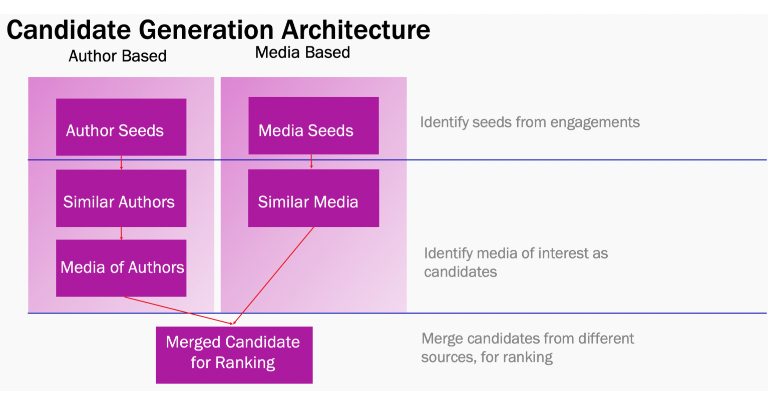 Candidate Generation Architecture
Author Based
Media Based
Author Seeds
Media Seeds
Identify seeds from engagements
Similar Authors
Similar Media
Media of Authors
Identify media of interest as
candidates
Merged Candidate
for Ranking
Merge candidates from different
sources, for ranking